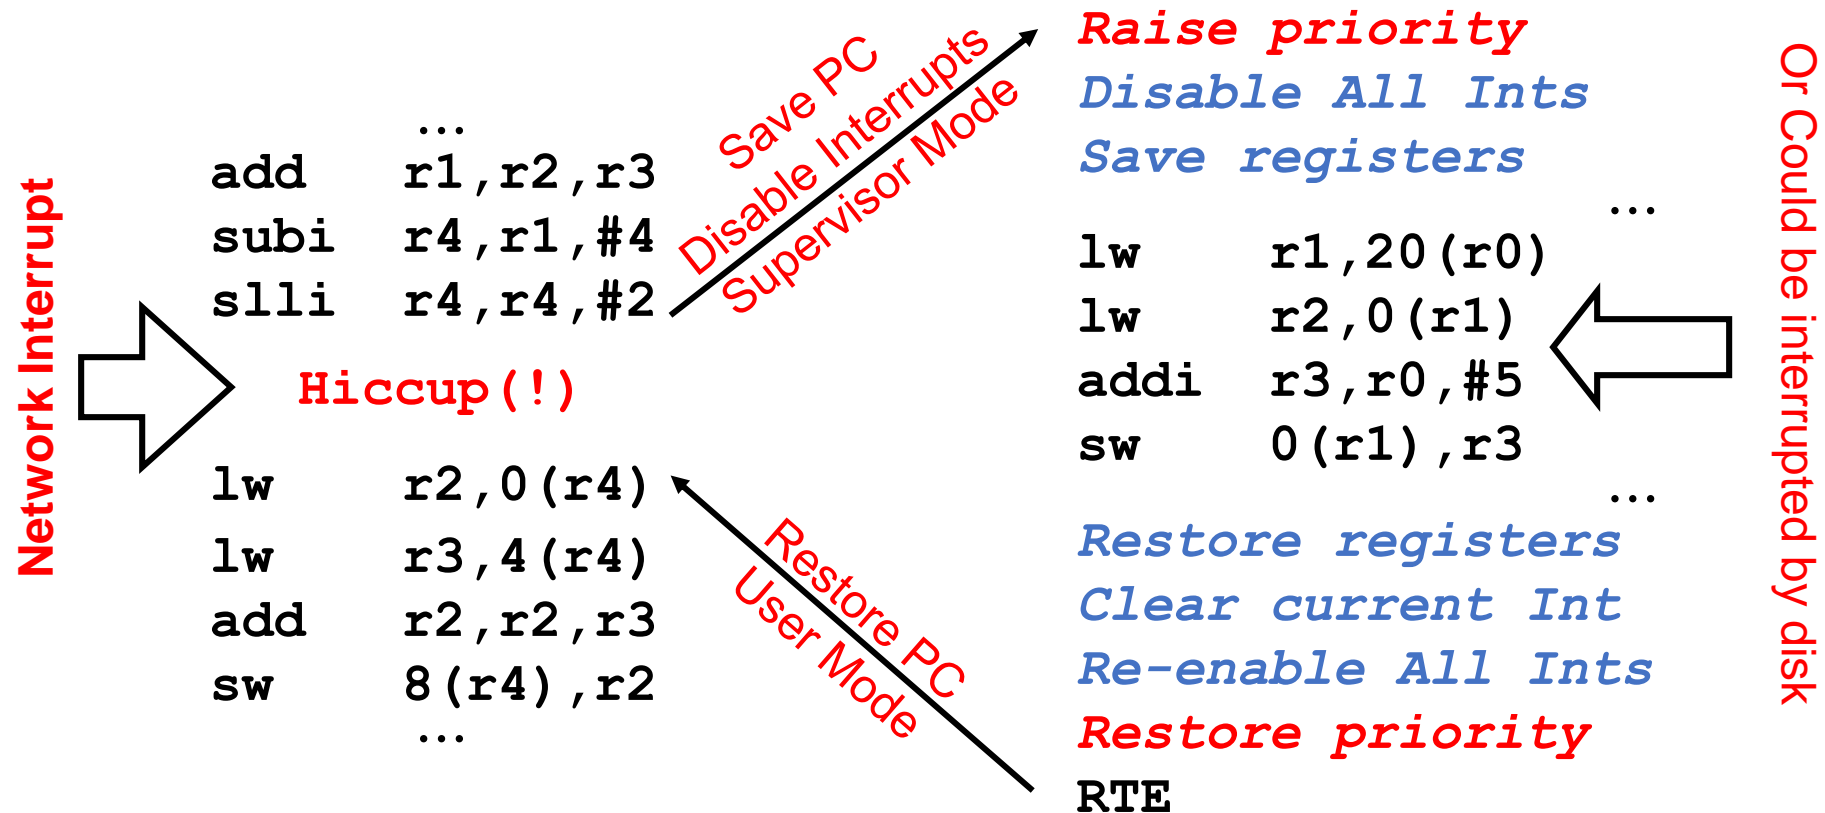 Network Interrupt
…
add r1,r2,r3
subi r4,r1,#4
slli r4,r4,#2
Hiccup(!)
lw r2,0(r4)
lw r3,4(r4)
add r2,r2,r3
sw 8(r4),r2
…
Save PC
Disable Interrupts
Supervisor Mode
Restore PC
User Mode
Raise priority
Disable All Ints
Save registers
…
lw r1,20(r0)
lw r2,0(r1)
addi r3,r0,#5
sw 0(r1),r3
…
Restore registers
Clear current Int
Re-enable All Ints
Restore priority
RTE
Or Could be interrupted by disk